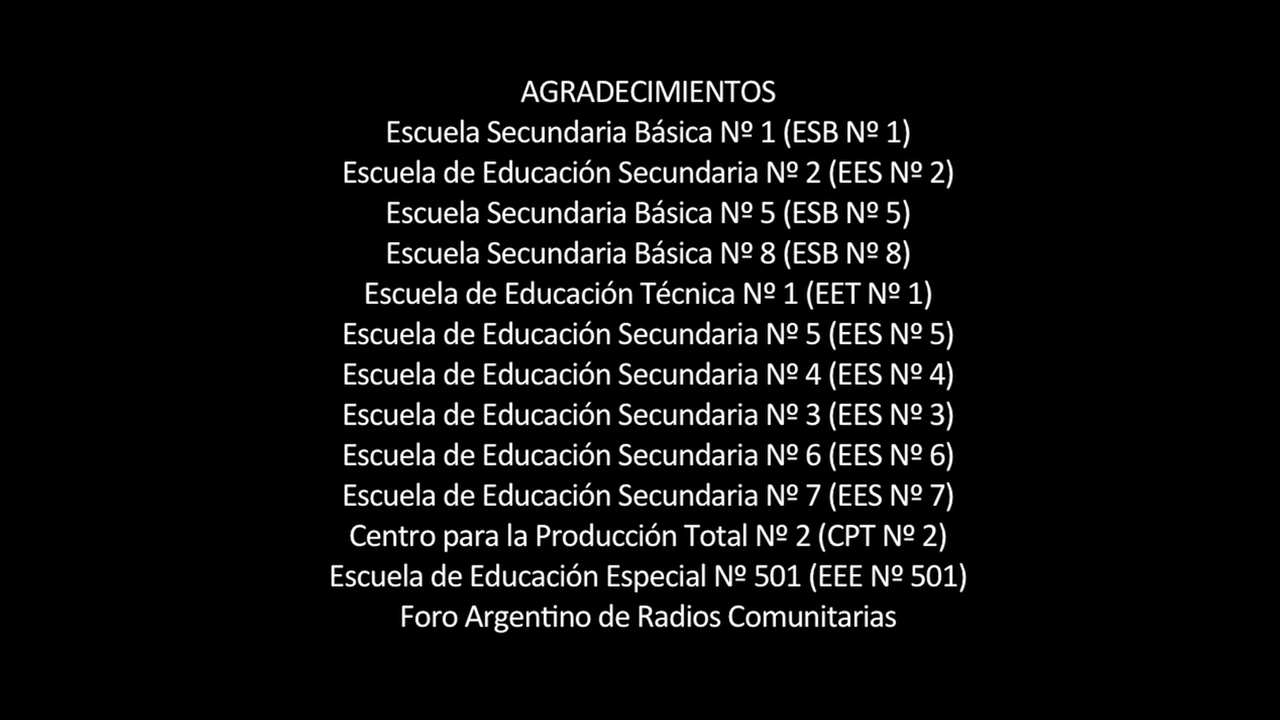 AGRADECIMIENTOS
Escuela Secundaria Básica Nº 1 (ESB Nº 1)
Escuela de Educación Secundaria Nº 2 (EES Nº 2)
Escuela Secundaria Básica Nº 5 (ESB Nº 5)
Escuela Secundaria Básica Nº 8 (ESB Nº 8)
Escuela de Educación Técnica Nº 1 (EET Nº 1)
Escuela de Educación Secundaria Nº 5 (EES Nº 5)
Escuela de Educación Secundaria Nº 4 (EES Nº 4)
Escuela de Educación Secundaria Nº 3 (EES Nº 3)
Escuela de Educación Secundaria Nº 6 (EES Nº 6)
Escuela de Educación Secundaria Nº 7 (EES Nº 7)
Centro para la Producción Total Nº 2 (CPT Nº 2)
Escuela de Educación Especial Nº 501 (EEE Nº 501)
Foro Argentino de Radios Comunitarias